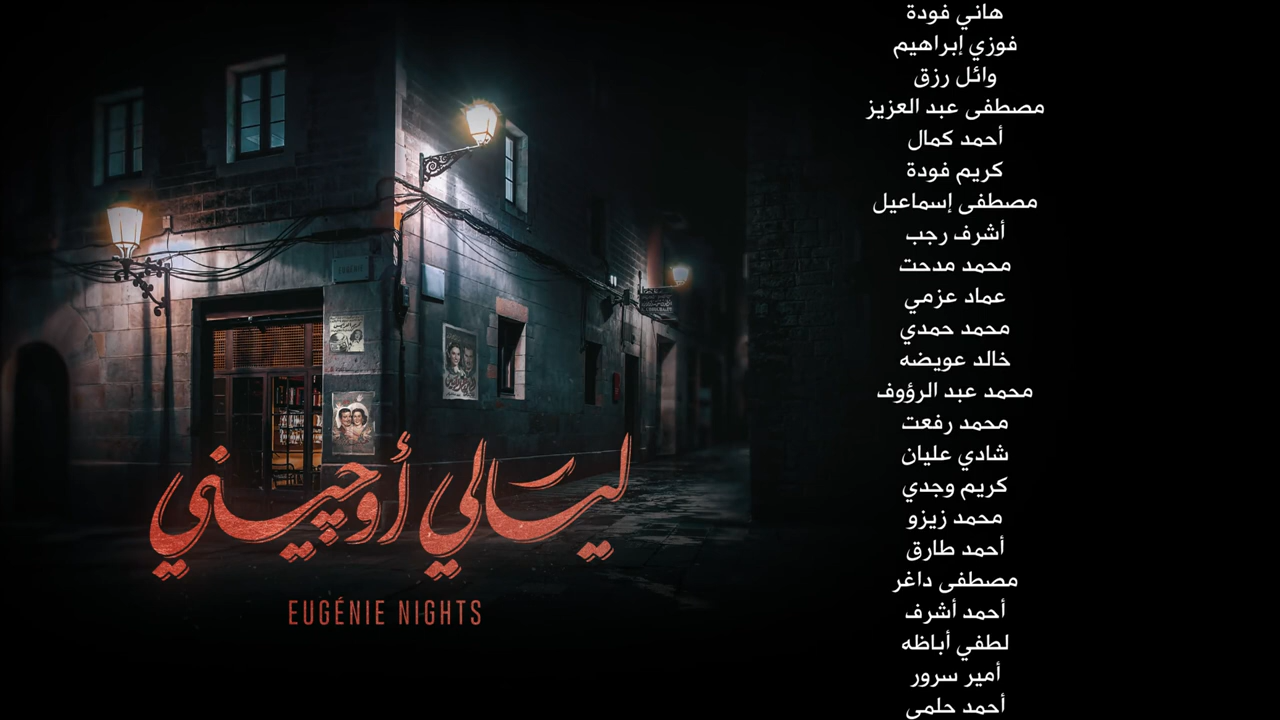 ليالي أوچيني
EUGÉNIE NIGHTS
هاني فودة
فوزي إبراهيم
وائل رزق
مصطفى عبد العزيز
أحمد كمال
كريم فودة
مصطفى إسماعيل
أشرف رجب
محمد مدحت
عماد عزمي
محمد حمدي
خالد عويضه
محمد عبد الرؤوف
محمد رفعت
شادي عليان
كريم وجدي
محمد زيزو
أحمد طارق
مصطفى داغر
أحمد أشرف
لطفي أباظه
أمير سرور
أحمد حلمي